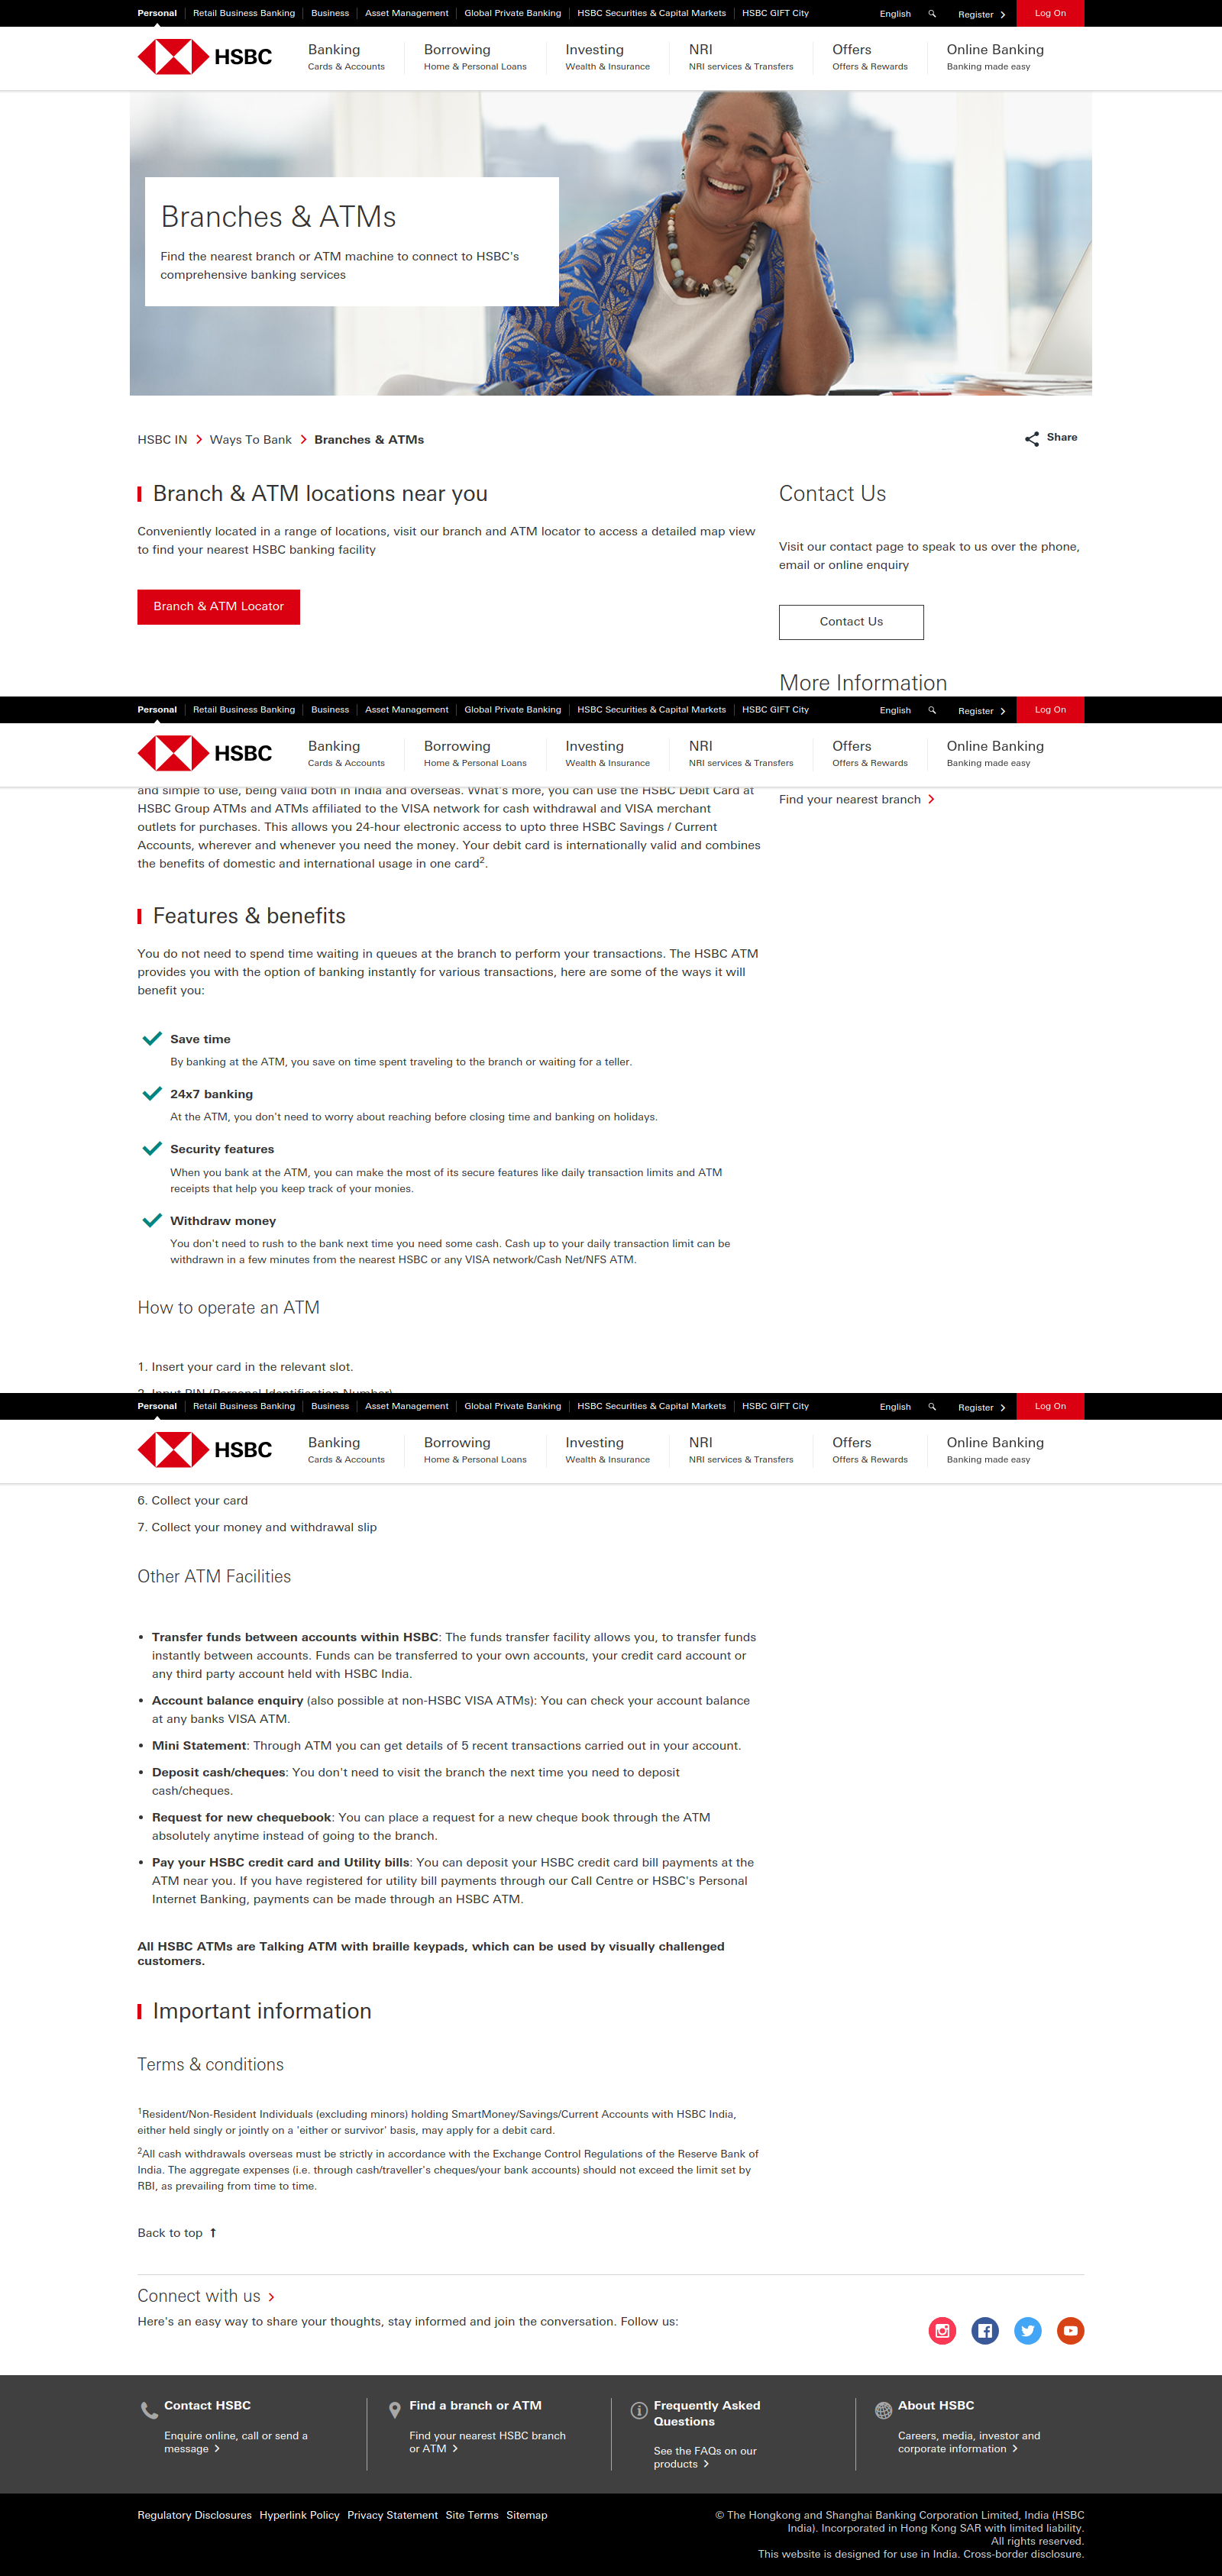 Personal Retail Business Banking Business Asset Management Global Private Banking HSBC Securities & Capital Markets HSBC GIFT City English Register Log On
HSBC
Banking Borrowing Investing NRI Offers Online Banking
Cards & Accounts Home & Personal Loans Wealth & Insurance NRI services & Transfers Offers & Rewards Banking made easy
Branches & ATMs
Find the nearest branch or ATM machine to connect to HSBC's
comprehensive banking services
HSBC IN Ways To Bank Branches & ATMs
Share
Branch & ATM locations near you
Conveniently located in a range of locations, visit our branch and ATM locator to access a detailed map view
to find your nearest HSBC banking facility
Branch & ATM Locator
Contact Us
Visit our contact page to speak to us over the phone,
email or online enquiry
Contact Us
More Information
Personal Retail Business Banking Business Asset Management Global Private Banking HSBC Securities & Capital Markets HSBC GIFT City English Register Log On
HSBC
Banking Borrowing Investing NRI Offers Online Banking
Cards & Accounts Home & Personal Loans Wealth & Insurance NRI services & Transfers Offers & Rewards Banking made easy
Find your nearest branch
and simple to use, being valid both in India and overseas. What's more, you can use the HSBC Debit Card at
HSBC Group ATMs and ATMs affiliated to the VISA network for cash withdrawal and VISA merchant
outlets for purchases. This allows you 24-hour electronic access to upto three HSBC Savings / Current
Accounts, wherever and whenever you need the money. Your debit card is internationally valid and combines
the benefits of domestic and international usage in one card2.
Features & benefits
You do not need to spend time waiting in queues at the branch to perform your transactions. The HSBC ATM
provides you with the option of banking instantly for various transactions, here are some of the ways it will
benefit you:
Save time
By banking at the ATM, you save on time spent traveling to the branch or waiting for a teller.
24x7 banking
At the ATM, you don't need to worry about reaching before closing time and banking on holidays.
Security features
When you bank at the ATM, you can make the most of its secure features like daily transaction limits and ATM
receipts that help you keep track of your monies.
Withdraw money
You don't need to rush to the bank next time you need some cash. Cash up to your daily transaction limit can be
withdrawn in a few minutes from the nearest HSBC or any VISA network/Cash Net/NFS ATM.
How to operate an ATM
1. Insert your card in the relevant slot.
2. Input PIN (Personal Identification Number)
Personal Retail Business Banking Business Asset Management Global Private Banking HSBC Securities & Capital Markets HSBC GIFT City English Register Log On
HSBC
Banking Borrowing Investing NRI Offers Online Banking
Cards & Accounts Home & Personal Loans Wealth & Insurance NRI services & Transfers Offers & Rewards Banking made easy
6. Collect your card
7. Collect your money and withdrawal slip
Other ATM Facilities
• Transfer funds between accounts within HSBC: The funds transfer facility allows you, to transfer funds
instantly between accounts. Funds can be transferred to your own accounts, your credit card account or
any third party account held with HSBC India.
• Account balance enquiry (also possible at non-HSBC VISA ATMs): You can check your account balance
at any banks VISA ATM.
• Mini Statement: Through ATM you can get details of 5 recent transactions carried out in your account.
• Deposit cash/cheques: You don't need to visit the branch the next time you need to deposit
cash/cheques.
• Request for new chequebook: You can place a request for a new cheque book through the ATM
absolutely anytime instead of going to the branch.
• Pay your HSBC credit card and Utility bills: You can deposit your HSBC credit card bill payments at the
ATM near you. If you have registered for utility bill payments through our Call Centre or HSBC's Personal
Internet Banking, payments can be made through an HSBC ATM.
All HSBC ATMs are Talking ATM with braille keypads, which can be used by visually challenged
customers.
Important information
Terms & conditions
1Resident/Non-Resident Individuals (excluding minors) holding SmartMoney/Savings/Current Accounts with HSBC India,
either held singly or jointly on a 'either or survivor' basis, may apply for a debit card.
2All cash withdrawals overseas must be strictly in accordance with the Exchange Control Regulations of the Reserve Bank of
India. The aggregate expenses (i.e. through cash/traveller's cheques/your bank accounts) should not exceed the limit set by
RBI, as prevailing from time to time.
Back to top
Connect with us
Here's an easy way to share your thoughts, stay informed and join the conversation. Follow us:
Contact HSBC
Enquire online, call or send a
message
Find a branch or ATM
Find your nearest HSBC branch
or ATM
Frequently Asked
Questions
See the FAQs on our
products
About HSBC
Careers, media, investor and
corporate information
Regulatory Disclosures Hyperlink Policy Privacy Statement Site Terms Sitemap
© The Hongkong and Shanghai Banking Corporation Limited, India (HSBC
India). Incorporated in Hong Kong SAR with limited liability.
All rights reserved.
This website is designed for use in India. Cross-border disclosure.